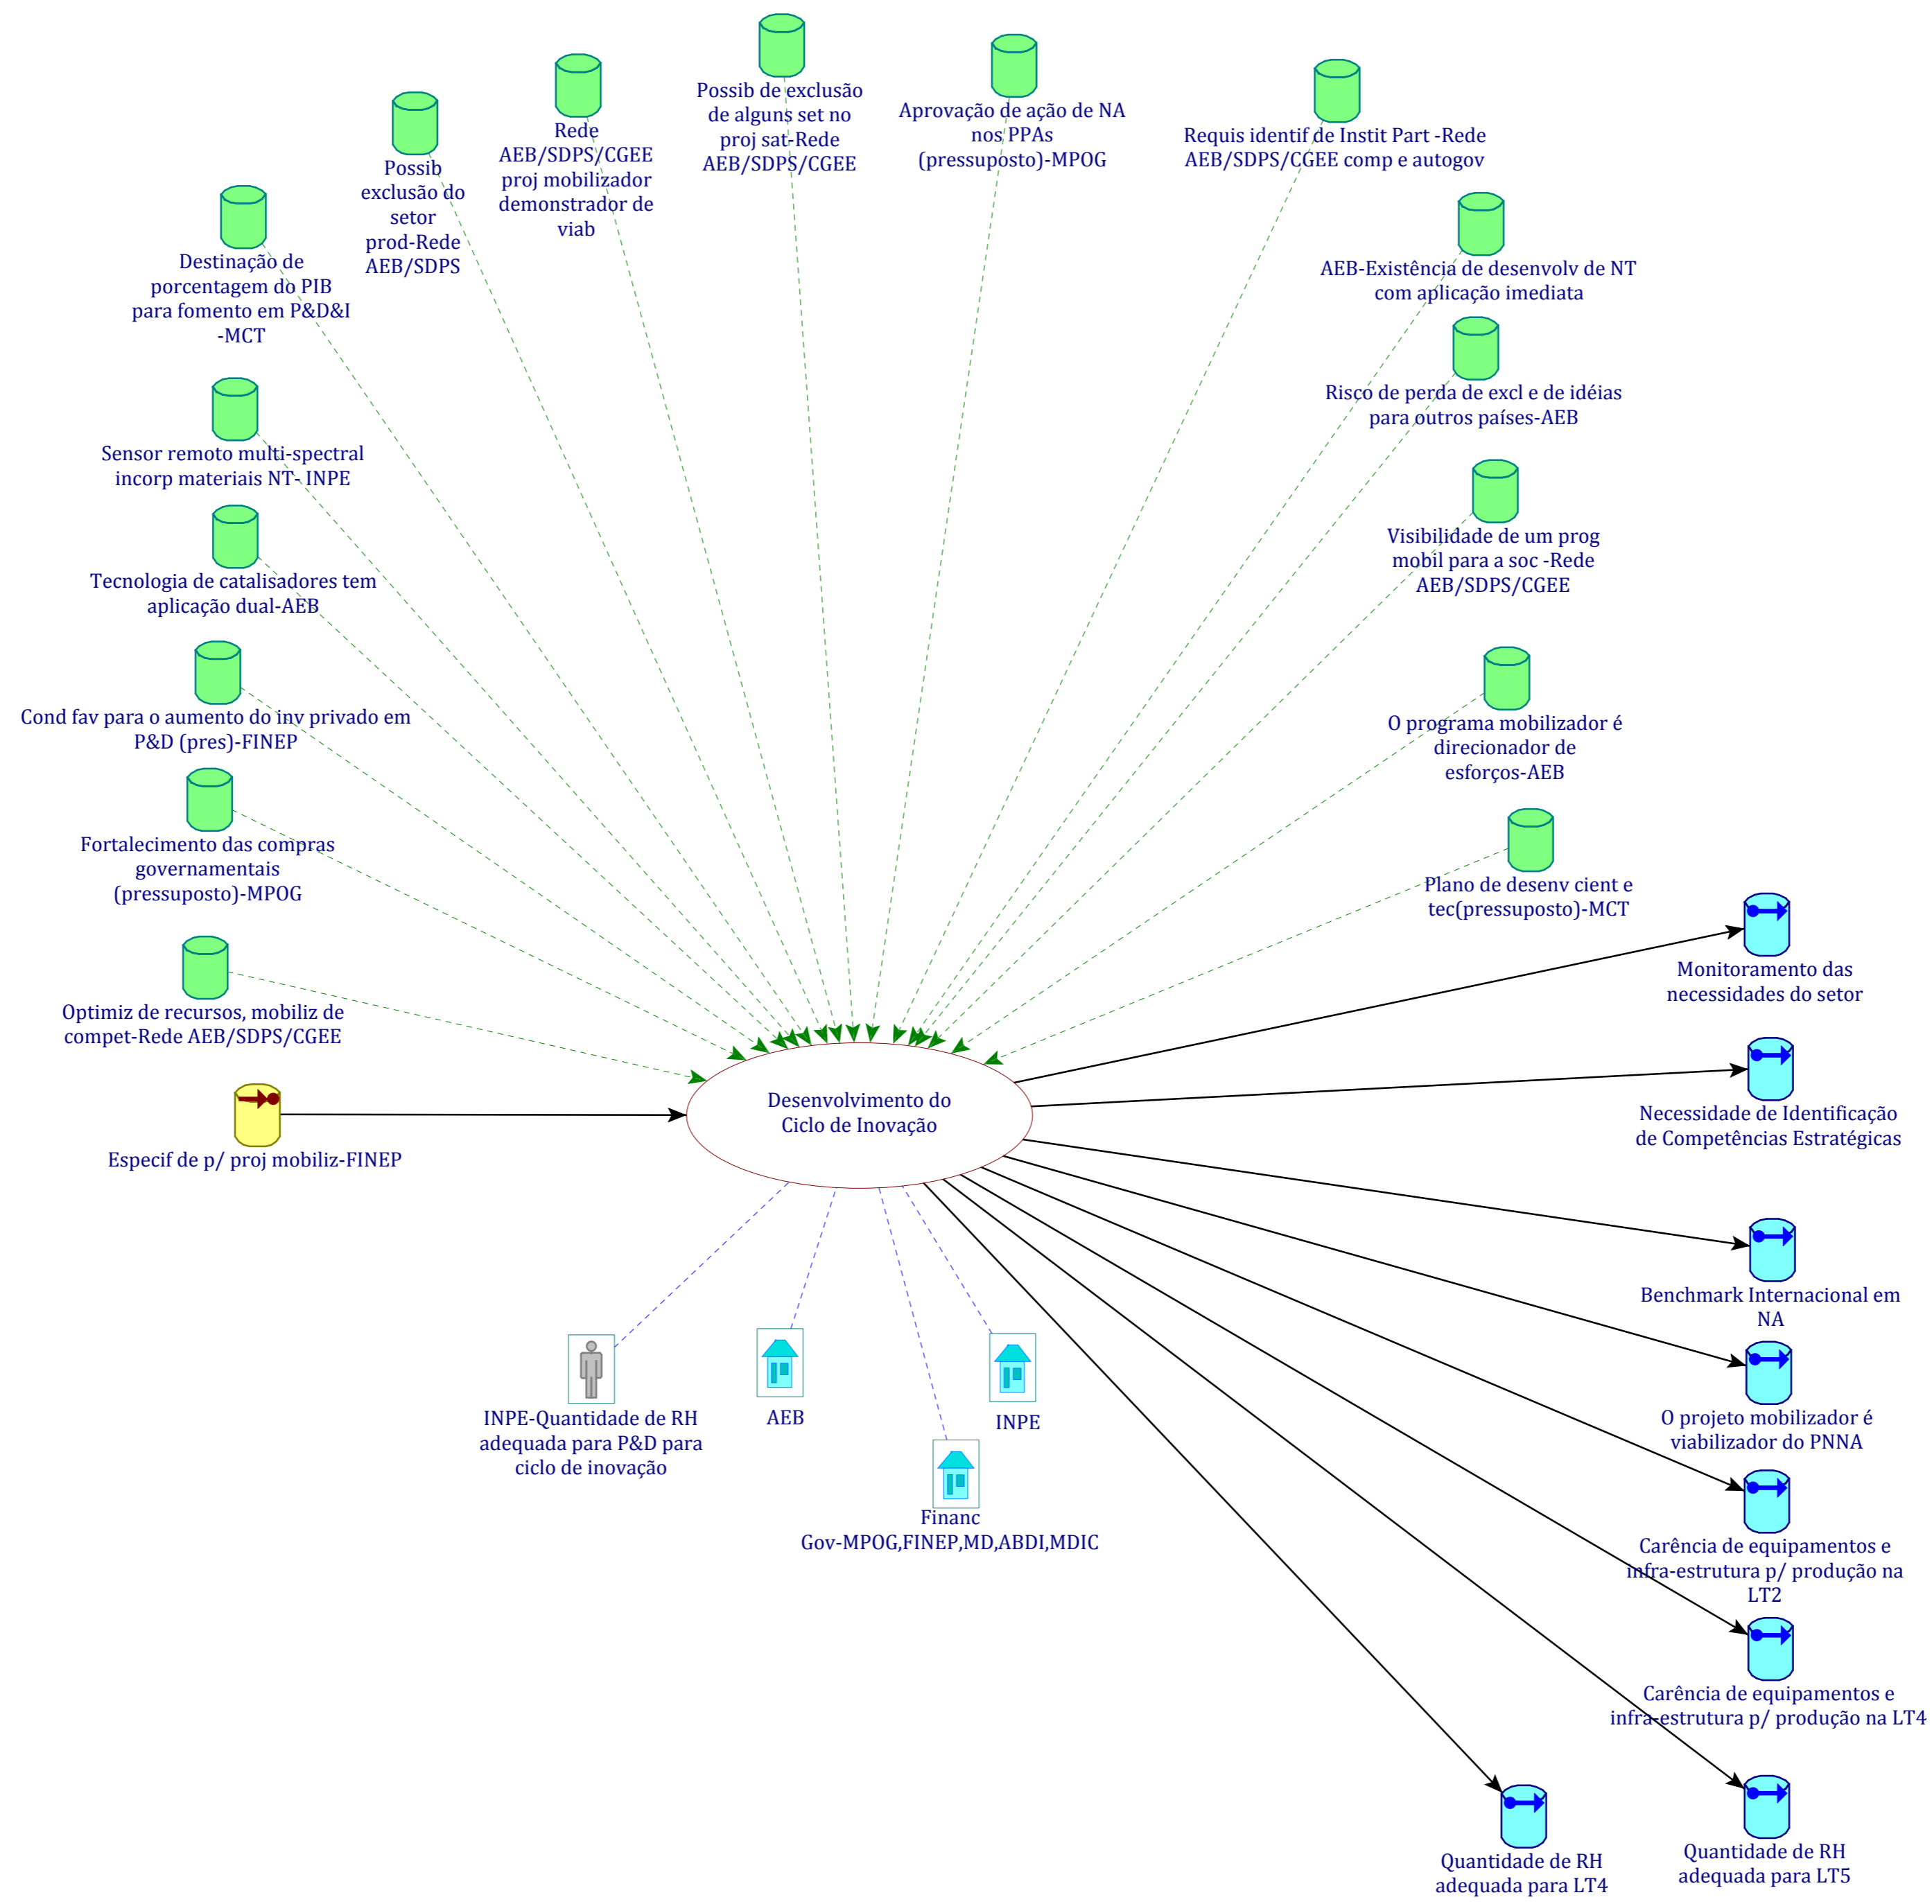 Possib de exclusão
de alguns set no
proj sat-Rede
AEB/SDPS/CGEE
Aprovação de ação de NA
nos PPAs
(pressuposto)-MPOG
Rede
AEB/SDPS/CGEE
proj mobilizador
demonstrador de
viab
Requis identif de Instit Part -Rede
AEB/SDPS/CGEE comp e autogov
Possib
exclusão do
setor
prod-Rede
AEB/SDPS
Destinação de
porcentagem do PIB
para fomento em P&D&I
-MCT
AEB-Existência de desenvolv de NT
com aplicação imediata
Risco de perda de excl e de idéias
para outros países-AEB
Sensor remoto multi-spectral
incorp materiais NT- INPE
Visibilidade de um prog
mobil para a soc -Rede
AEB/SDPS/CGEE
Tecnologia de catalisadores tem
aplicação dual-AEB
Cond fav para o aumento do inv privado em
P&D (pres)-FINEP
O programa mobilizador é
direcionador de
esforços-AEB
Fortalecimento das compras
governamentais
(pressuposto)-MPOG
Plano de desenv cient e
tec(pressuposto)-MCT
Optimiz de recursos, mobiliz de
compet-Rede AEB/SDPS/CGEE
Monitoramento das
necessidades do setor
Desenvolvimento do
Ciclo de Inovação
Especif de p/ proj mobiliz-FINEP
Necessidade de Identificação
de Competências Estratégicas
Benchmark Internacional em
NA
INPE-Quantidade de RH
adequada para P&D para
ciclo de inovação
AEB
INPE
Financ
Gov-MPOG,FINEP,MD,ABDI,MDIC
O projeto mobilizador é
viabilizador do PNNA
Carência de equipamentos e
infra-estrutura p/ produção na
LT2
Carência de equipamentos e
infra-estrutura p/ produção na LT4
Quantidade de RH
adequada para LT4
Quantidade de RH
adequada para LT5